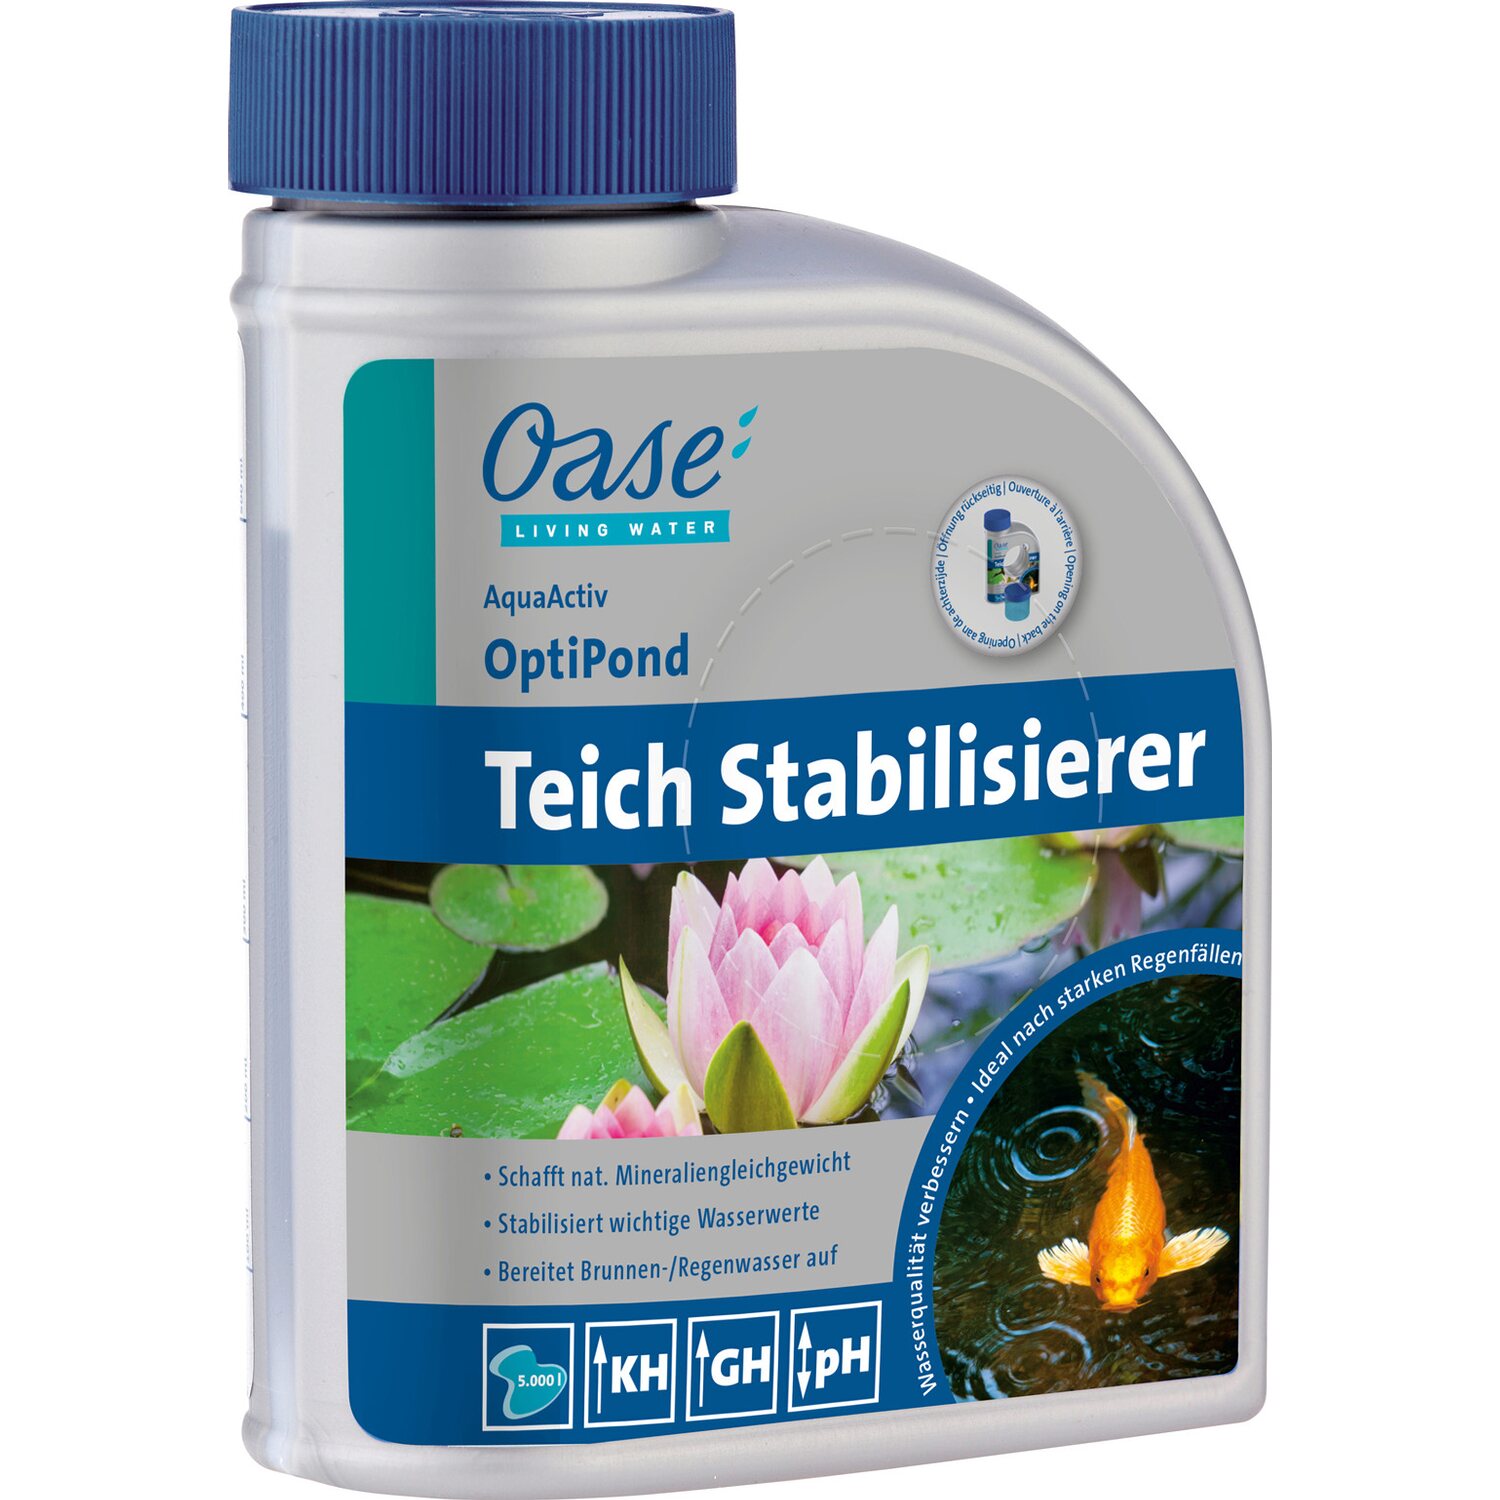 Oase
LIVING WATER
AquaActiv
OptiPond
Öffnung rückseitig | Ouverture à l'arrière | Opening on the back | Opening aan de achterzijde |
Teich Stabilisierer
Wasserqualität verbessern • Ideal nach starken Regenfällen
• Schafft nat. Mineraliengleichgewicht
• Stabilisiert wichtige Wasserwerte
• Bereitet Brunnen-/Regenwasser auf
5.000 l
KH
GH
pH